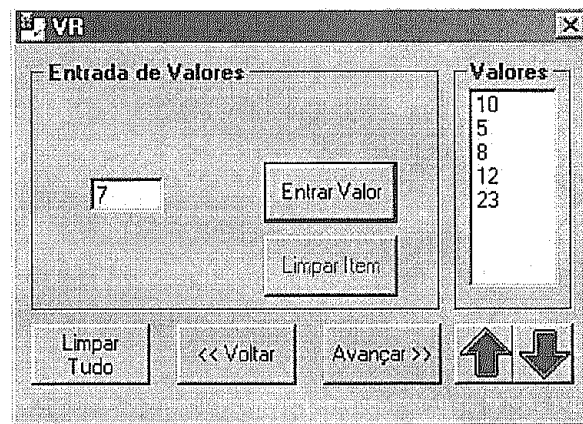 VR
Entrada de Valores
Valores
10
5
8
12
23
7
Entrar Valor
Limpar Item
Limpar
Tudo
<< Voltar
Avançar >>